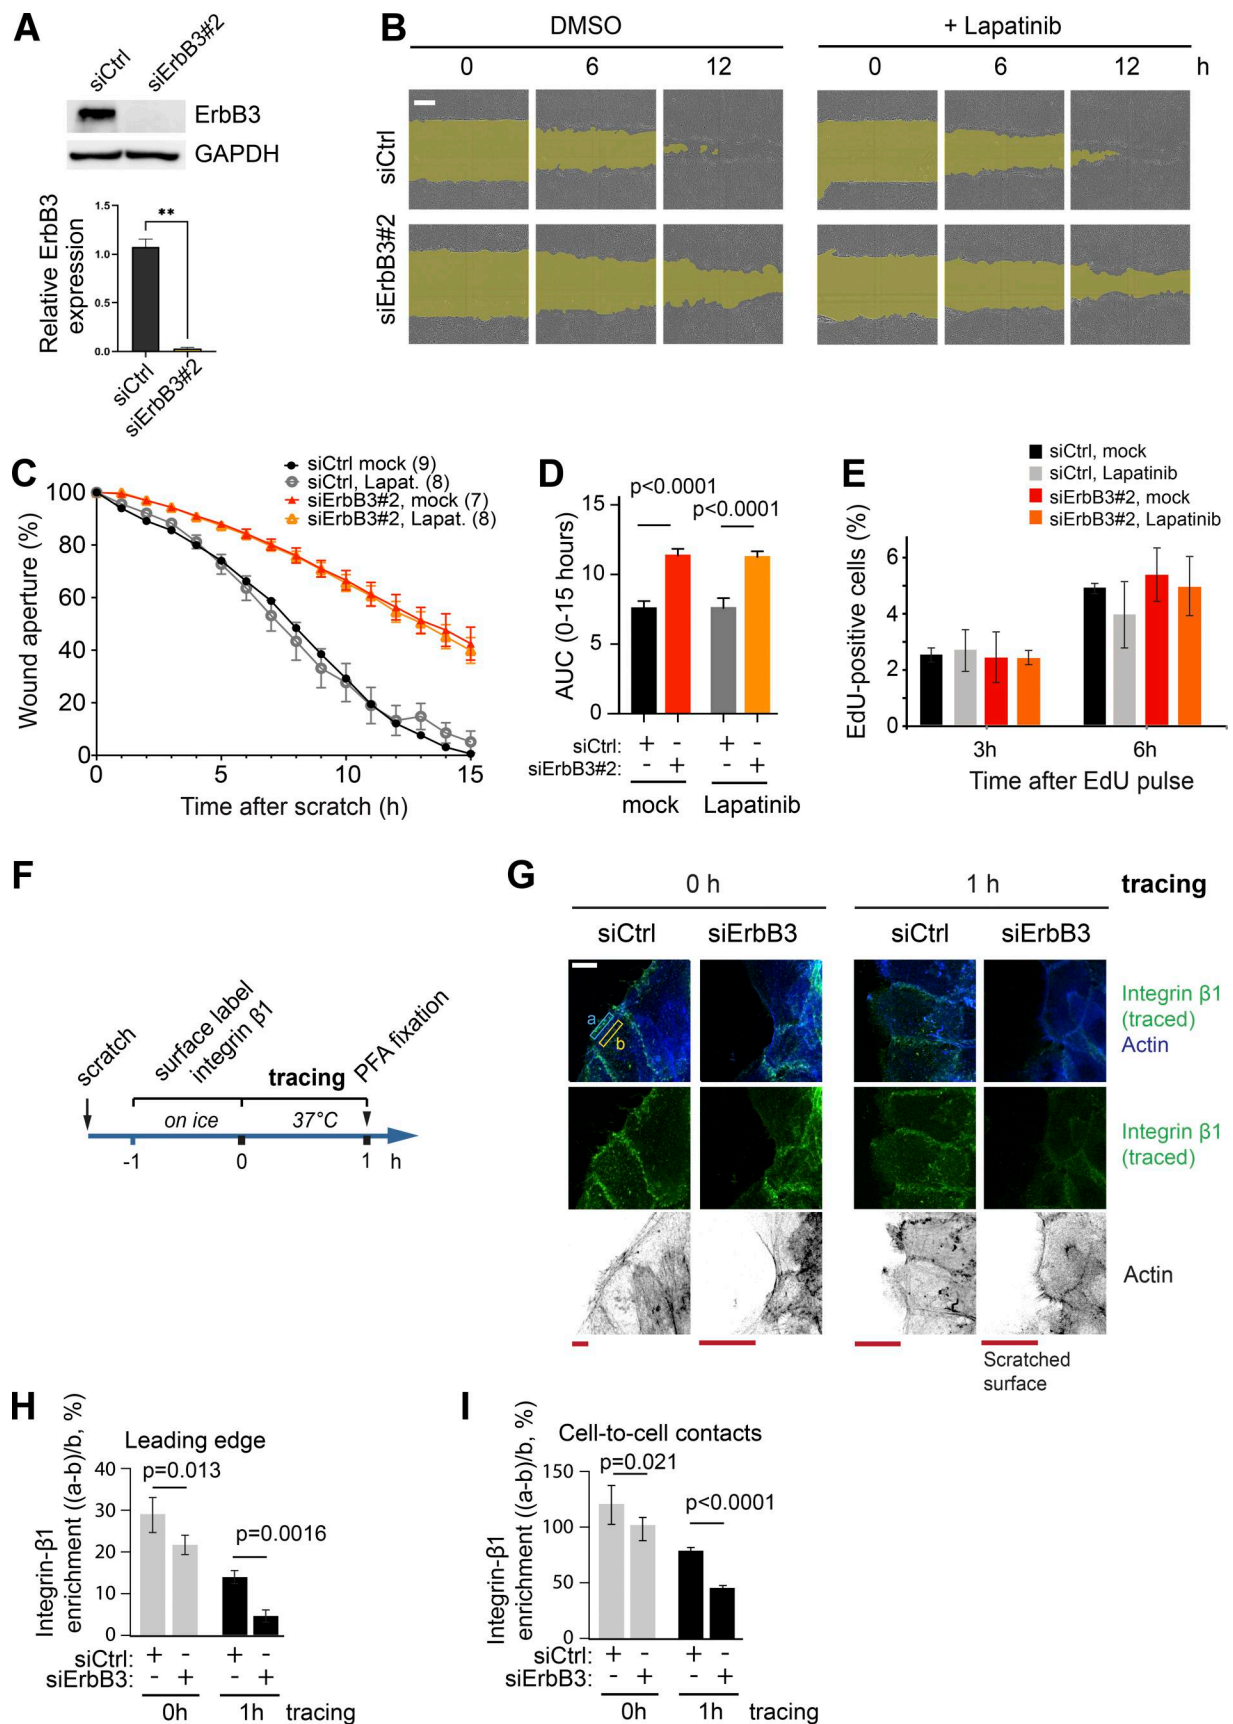 A
siCtrl
siErbB3#2
ErbB3
GAPDH
Relative ErbB3
expression
1.5
1.0
0.5
0.0
**
siCtrl
siErbB3#2
B
DMSO
+ Lapatinib
0 6 12 0 6 12 h
siCtrl
siErbB3#2
C
siCtrl mock (9)
siCtrl, Lapat. (8)
siErbB3#2, mock (7)
siErbB3#2, Lapat. (8)
Wound aperture (%)
100
80
60
40
20
0
0 5 10 15
Time after scratch (h)
D
p<0.0001
p<0.0001
AUC (0-15 hours)
15
10
5
0
siCtrl: + - + -
siErbB3#2: - + - +
mock Lapatinib
E
siCtrl, mock
siCtrl, Lapatinib
siErbB3#2, mock
siErbB3#2, Lapatinib
EdU-positive cells (%)
6
4
2
0
3h 6h
Time after EdU pulse
F
scratch
surface label
integrin β1
tracing
PFA fixation
on ice
37°C
-1 0 1 h
G
0 h 1 h tracing
siCtrl siErbB3 siCtrl siErbB3
a
b
Integrin β1
(traced)
Actin
Integrin β1
(traced)
Actin
Scratched
surface
H
Leading edge
Integrin-β1
enrichment ((a-b)/b, %)
40
30
20
10
0
p=0.013
p=0.0016
siCtrl: + - + -
siErbB3: - + - +
0h 1h tracing
I
Cell-to-cell contacts
Integrin-β1
enrichment ((a-b)/b, %)
150
100
50
0
p=0.021
p<0.0001
siCtrl: + - + -
siErbB3: - + - +
0h 1h tracing